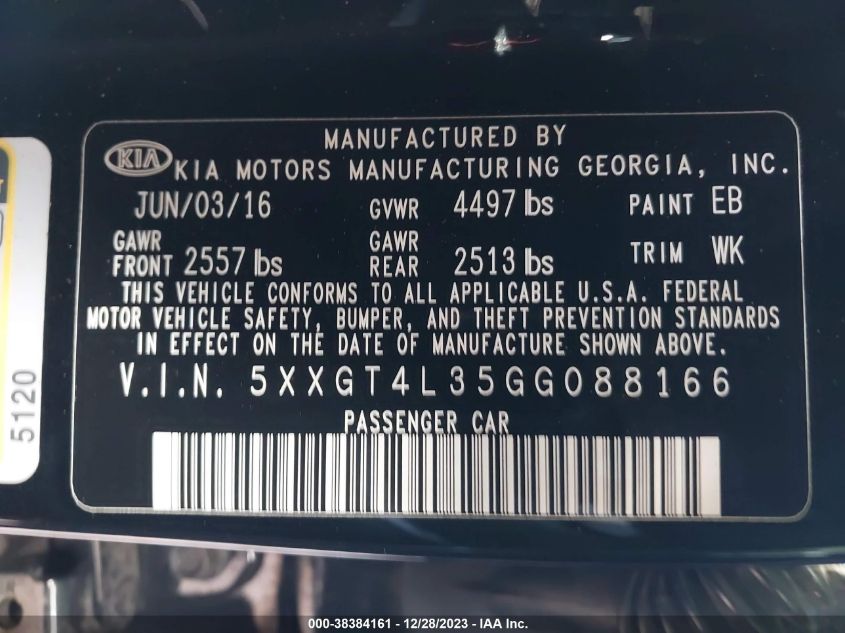 MANUFACTURED BY
KIA KIA MOTORS MANUFACTURING GEORGIA, INC.
JUN/03/16 GVWR 4497 lbs PAINT EB
GAWR FRONT 2557 lbs GAWR REAR 2513 lbs TRIM WK
THIS VEHICLE CONFORMS TO ALL APPLICABLE U.S.A. FEDERAL
MOTOR VEHICLE SAFETY, BUMPER, AND THEFT PREVENTION STANDARDS
IN EFFECT ON THE DATE OF MANUFACTURE SHOWN ABOVE.
V.I.N. 5XXGT4L35GG088166
PASSENGER CAR
5120
000-38384161 - 12/28/2023 - IAA Inc.